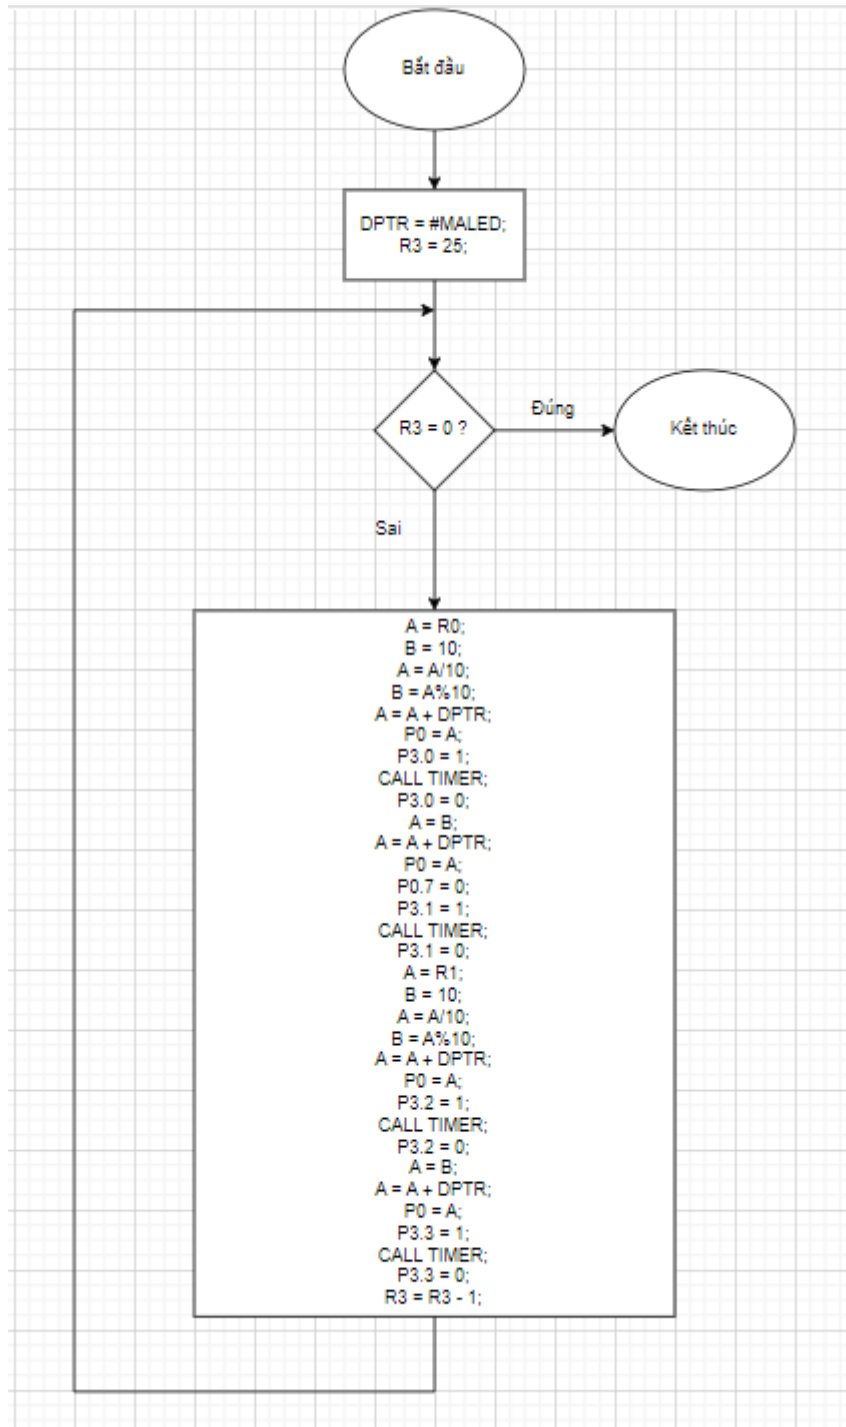 Bắt đầu
DPTR = #MALED;
R3 = 25;
R3 = 0 ?
Đúng
Kết thúc
Sai
A = R0;
B = 10;
A = A/10;
B = A%10;
A = A + DPTR;
P0 = A;
P3.0 = 1;
CALL TIMER;
P3.0 = 0;
A = B;
A = A + DPTR;
P0 = A;
P0.7 = 0;
P3.1 = 1;
CALL TIMER;
P3.1 = 0;
A = R1;
B = 10;
A = A/10;
B = A%10;
A = A + DPTR;
P0 = A;
P3.2 = 1;
CALL TIMER;
P3.2 = 0;
A = B;
A = A + DPTR;
P0 = A;
P3.3 = 1;
CALL TIMER;
P3.3 = 0;
R3 = R3 - 1;